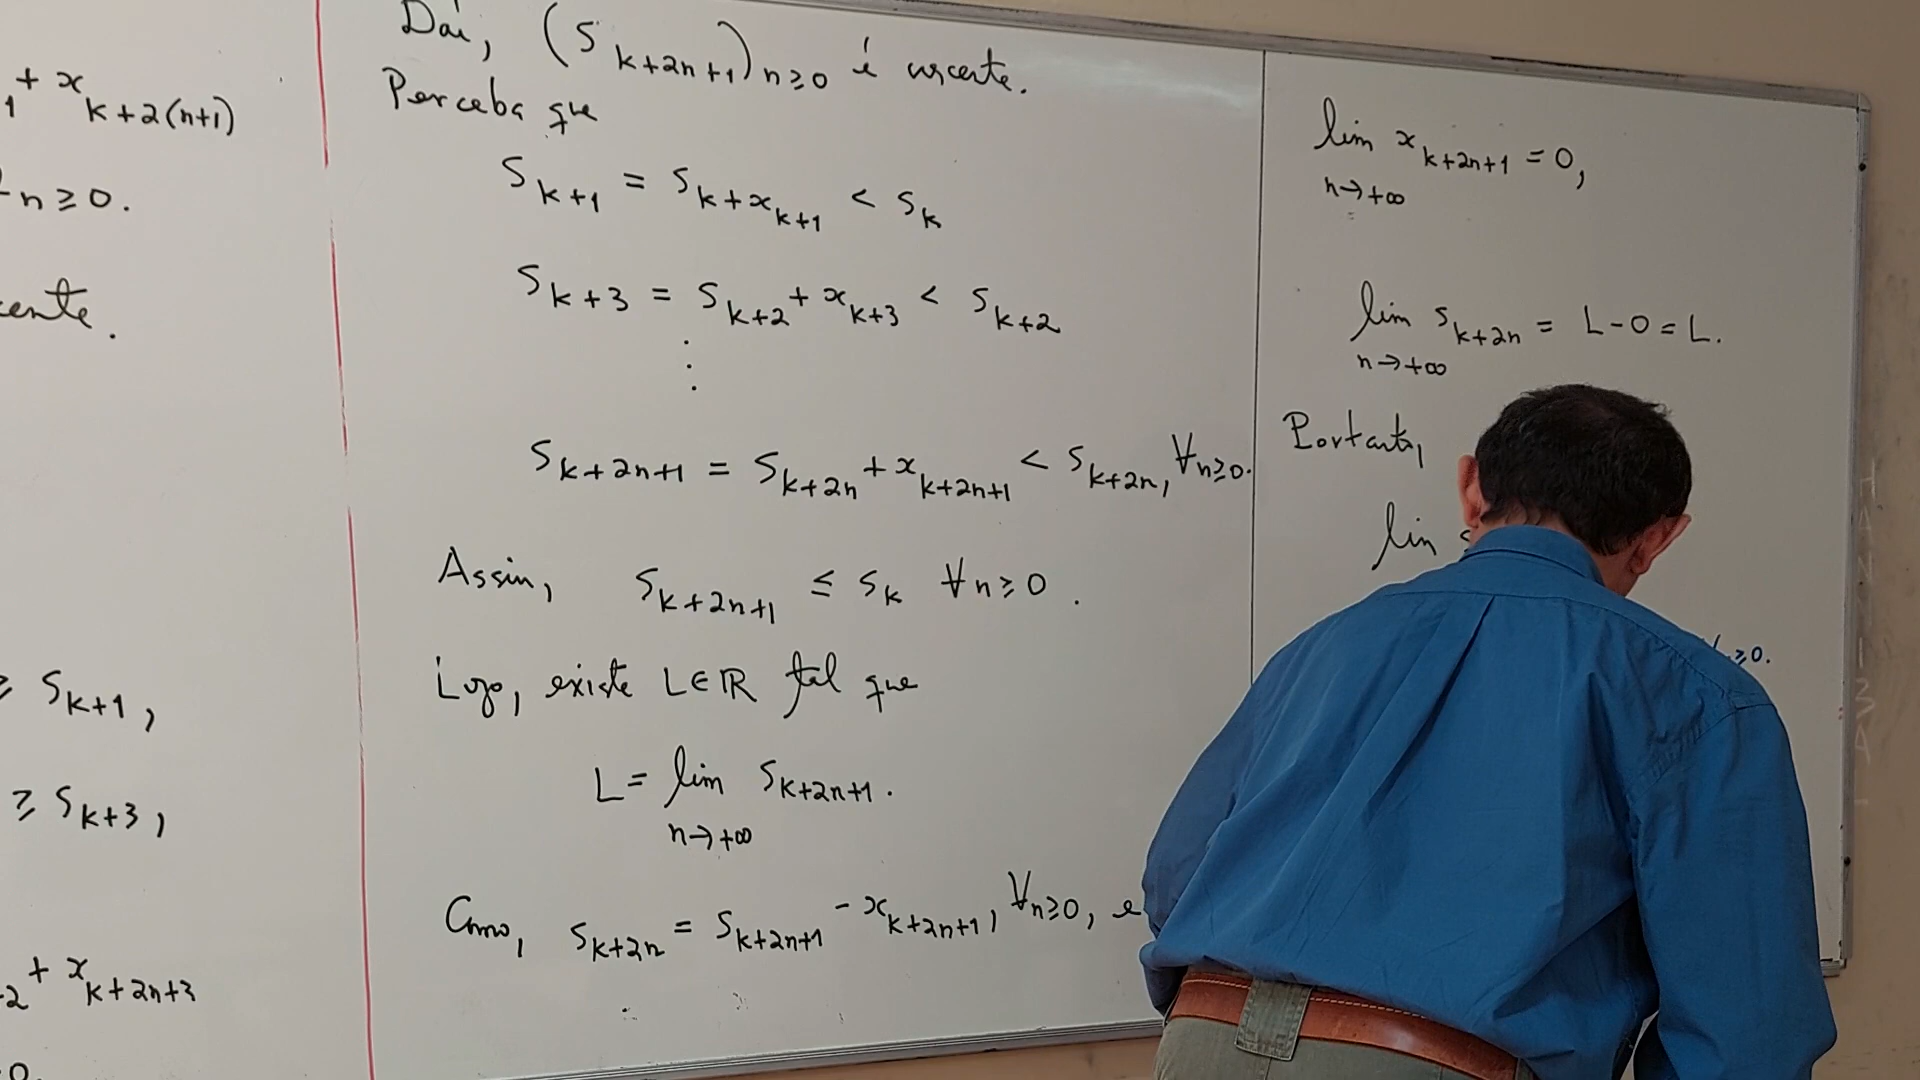 ₁ + x_{k+2(n+1)}
n ≥ 0.
cente.
≥ S_{k+1},
≥ S_{k+3},
₂ + x_{k+2n+3}
0.
Daí, (S_{k+2n+1})_{n≥0} é crescente.
Perceba que
S_{k+1} = S_k + x_{k+1} < S_k
S_{k+3} = S_{k+2} + x_{k+3} < S_{k+2}
⋮
S_{k+2n+1} = S_{k+2n} + x_{k+2n+1} < S_{k+2n}, ∀n≥0.
Assim, S_{k+2n+1} ≤ S_k ∀n≥0.
Logo, existe L∈ℝ tal que
L = lim S_{k+2n+1}.
n→+∞
Como, S_{k+2n} = S_{k+2n+1} - x_{k+2n+1}, ∀n≥0, e
lim x_{k+2n+1} = 0,
n→+∞
lim S_{k+2n} = L - 0 = L.
n→+∞
Portanto,
lim
≥0.